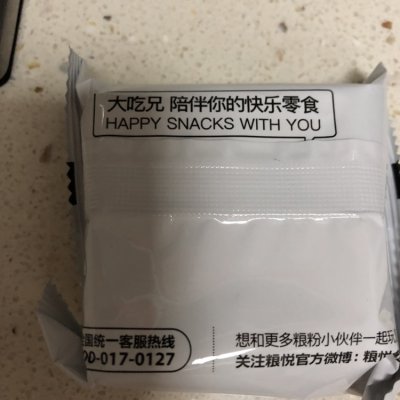 大吃兄 陪伴你的快乐零食
HAPPY SNACKS WITH YOU
国统一客服热线
00-017-0127
想和更多粮粉小伙伴一起玩
关注粮悦官方微博：粮悦